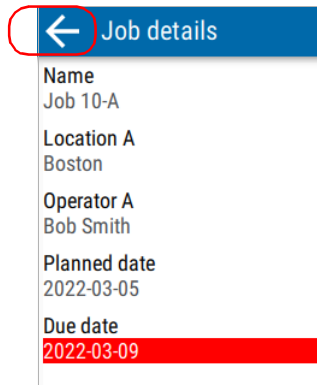 Job details
Name
Job 10-A
Location A
Boston
Operator A
Bob Smith
Planned date
2022-03-05
Due date
2022-03-09